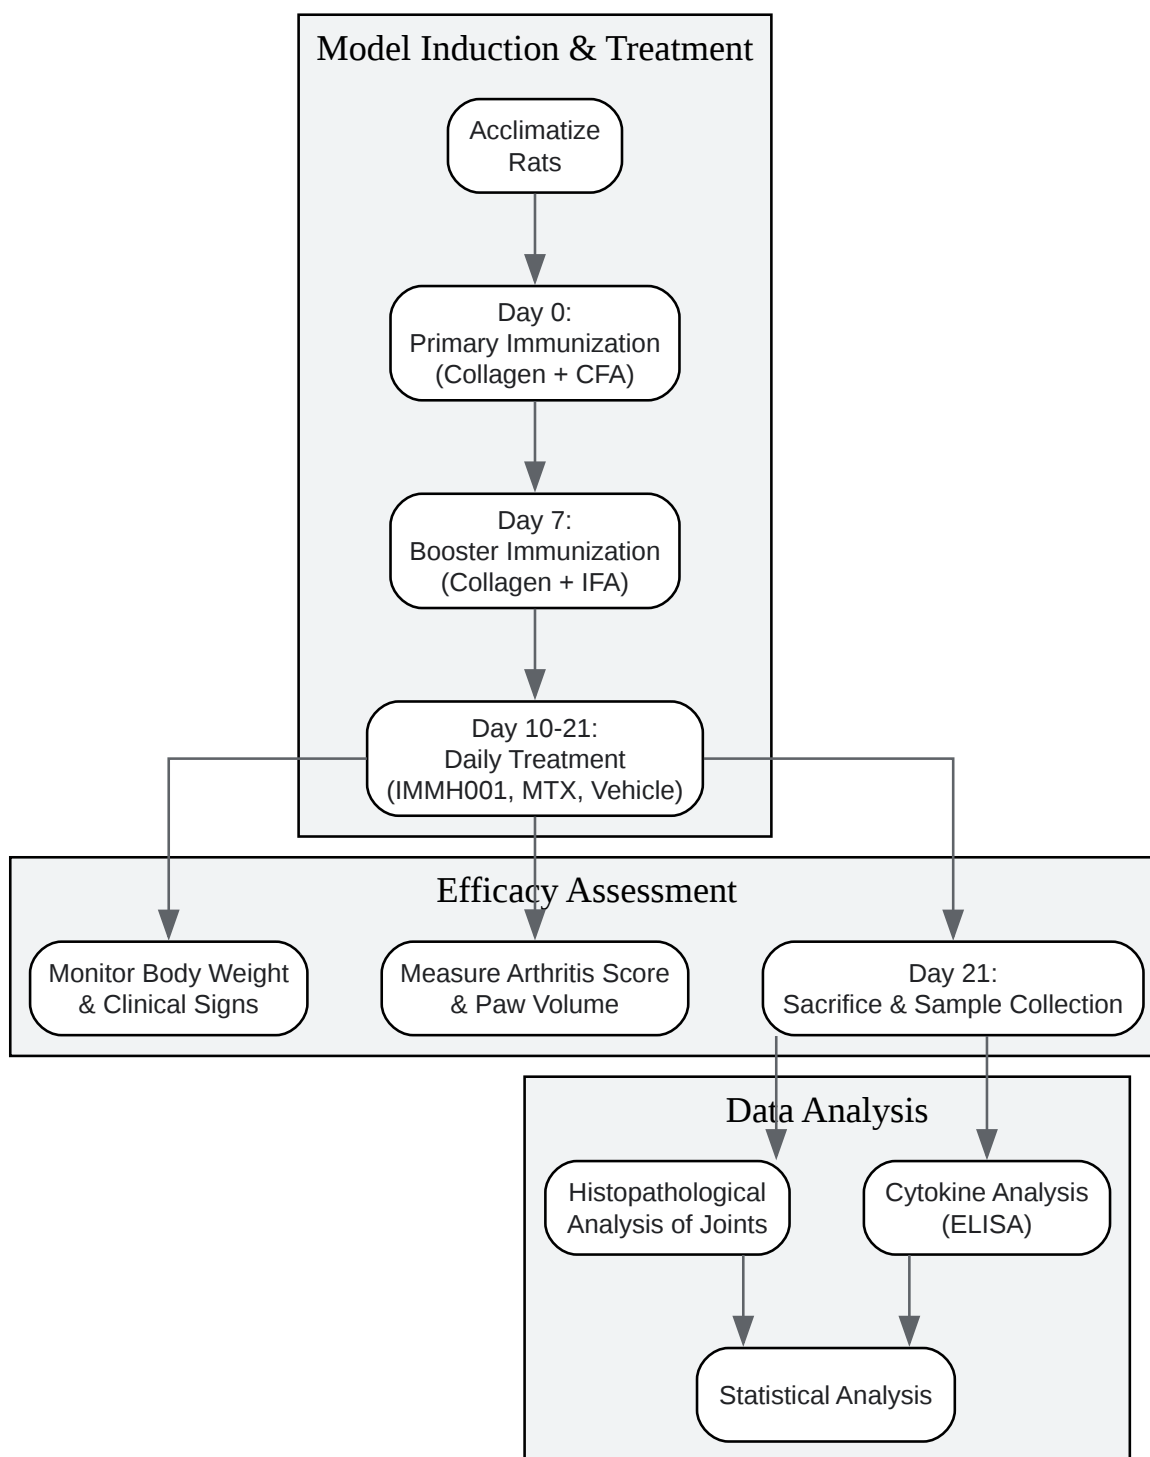 Model Induction & Treatment
Acclimatize
Rats
Day 0:
Primary Immunization
(Collagen + CFA)
Day 7:
Booster Immunization
(Collagen + IFA)
Day 10-21:
Daily Treatment
(IMMH001, MTX, Vehicle)
Efficacy Assessment
Monitor Body Weight
& Clinical Signs
Measure Arthritis Score
& Paw Volume
Day 21:
Sacrifice & Sample Collection
Data Analysis
Histopathological
Analysis of Joints
Cytokine Analysis
(ELISA)
Statistical Analysis